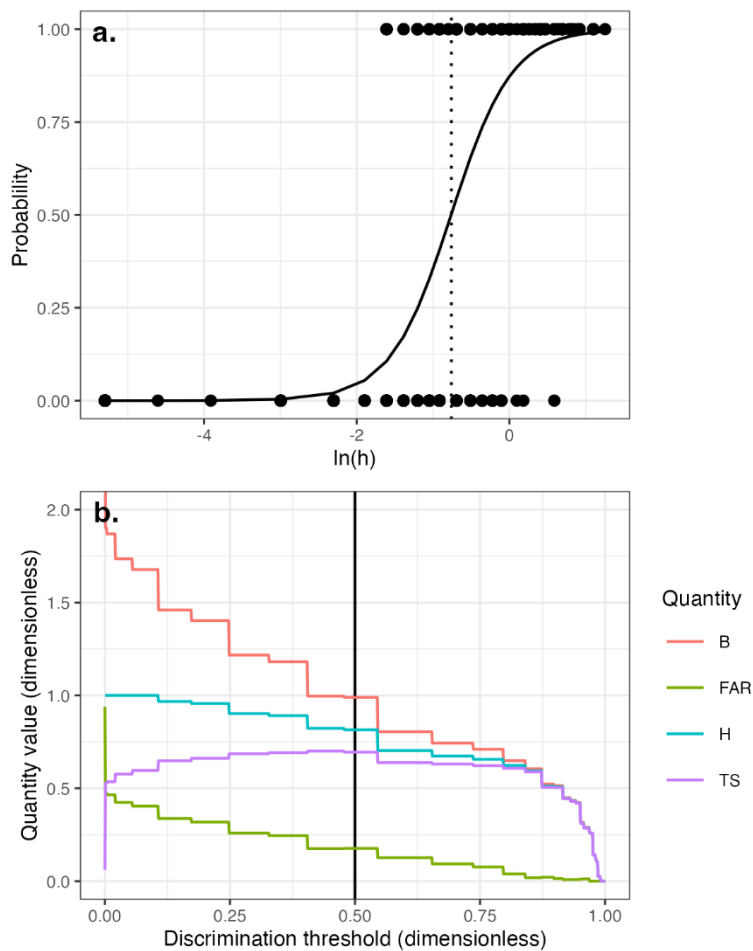 a.
1.00
0.75
0.50
0.25
0.00
Probablility
-4
-2
0
ln(h)
b.
2.0
1.5
1.0
0.5
0.0
Quantity value (dimensionless)
0.00
0.25
0.50
0.75
1.00
Discrimination threshold (dimensionless)
Quantity
B
FAR
H
TS